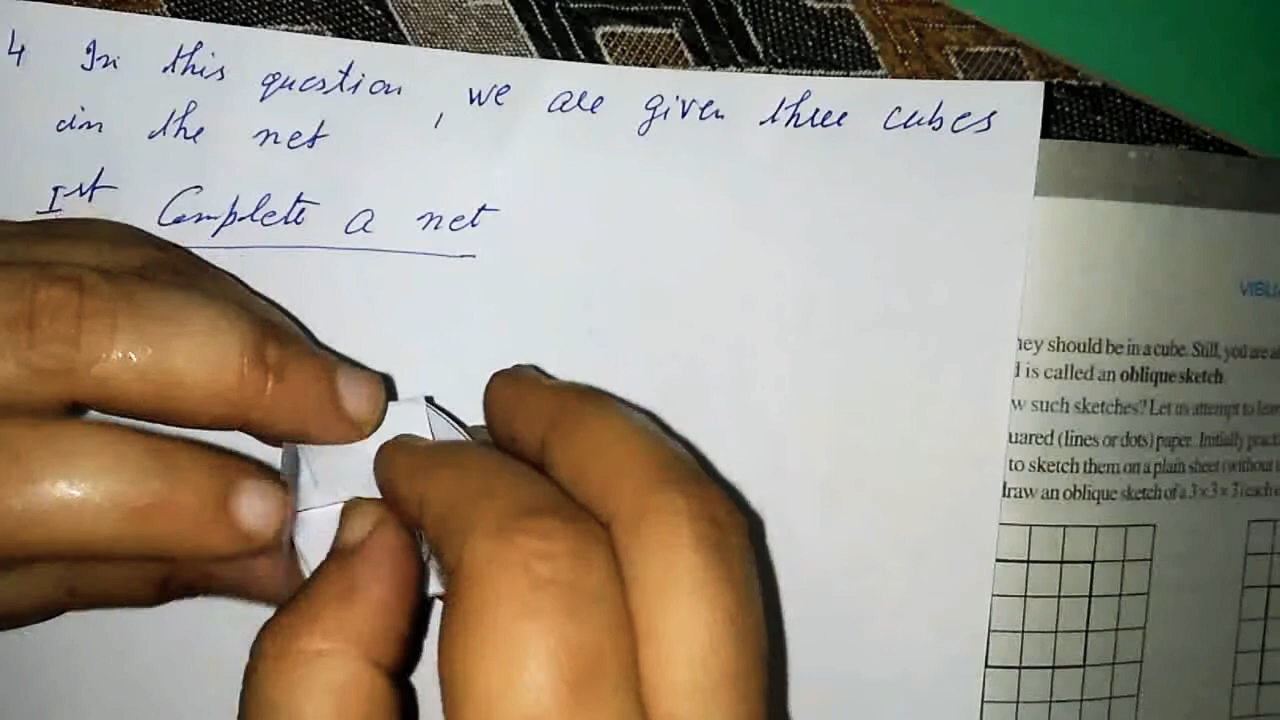 4 In this question, we are given three cubes
in the net
Ist Complete a net
hey should be in a cube. Still, you are a
d is called an oblique sketch
w such sketches? Let us attempt to lear
uared (lines or dots) paper. Initially pract
to sketch them on a plain sheet (without
draw an oblique sketch of a 3 × 3 × 3 (each